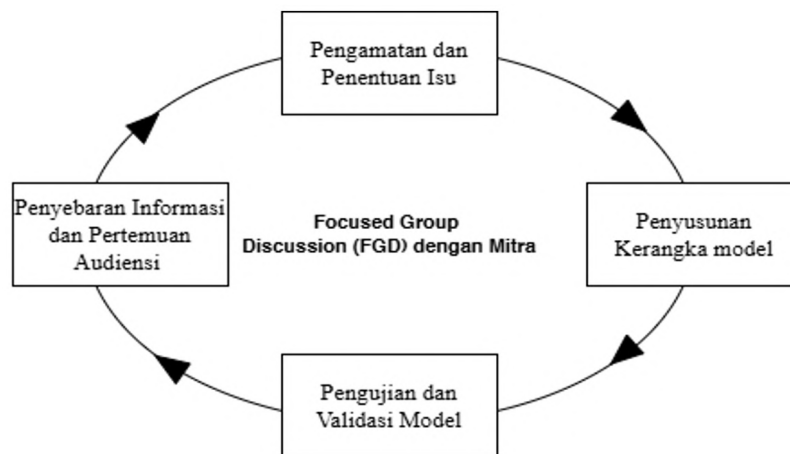 Pengamatan dan
Penentuan Isu
Penyebaran Informasi
dan Pertemuan
Audiensi
Focused Group
Discussion (FGD) dengan Mitra
Penyusunan
Kerangka model
Pengujian dan
Validasi Model